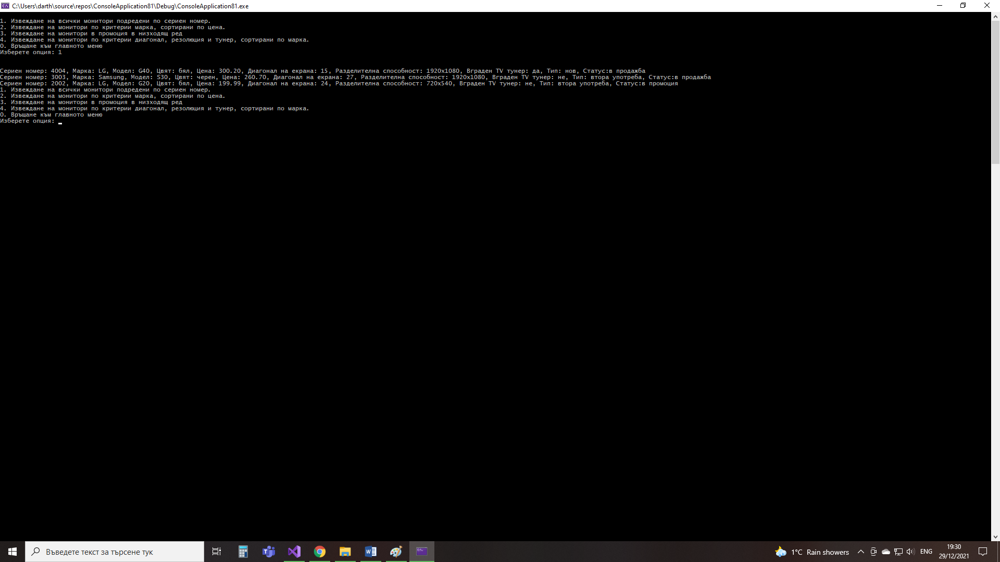 C:\Users\darth\source\repos\ConsoleApplication81\Debug\ConsoleApplication81.exe
1. Извеждане на всички монитори подредени по сериен номер.
2. Извеждане на монитори по критерии марка, сортирани по цена.
3. Извеждане на монитори в промоция в низходящ ред
4. Извеждане на монитори по критерии диагонал, резолюция и тунер, сортирани по марка.
0. Връщане към главното меню
Изберете опция: 1
Сериен номер: 4004, Марка: LG, Модел: G40, Цвят: бял, Цена: 300.20, Диагонал на екрана: 15, Разделителна способност: 1920x1080, Вграден TV тунер: да, Тип: нов, Статус:в продажба
Сериен номер: 3003, Марка: Samsung, Модел: S30, Цвят: черен, Цена: 260.70, Диагонал на екрана: 27, Разделителна способност: 1920x1080, Вграден TV тунер: не, Тип: втора употреба, Статус:в продажба
Сериен номер: 2002, Марка: LG, Модел: G20, Цвят: бял, Цена: 199.99, Диагонал на екрана: 24, Разделителна способност: 720x540, Вграден TV тунер: не, Тип: втора употреба, Статус:в промоция
1. Извеждане на всички монитори подредени по сериен номер.
2. Извеждане на монитори по критерии марка, сортирани по цена.
3. Извеждане на монитори в промоция в низходящ ред
4. Извеждане на монитори по критерии диагонал, резолюция и тунер, сортирани по марка.
0. Връщане към главното меню
Изберете опция:
Въведете текст за търсене тук
1°C Rain showers
ENG
19:30
29/12/2021